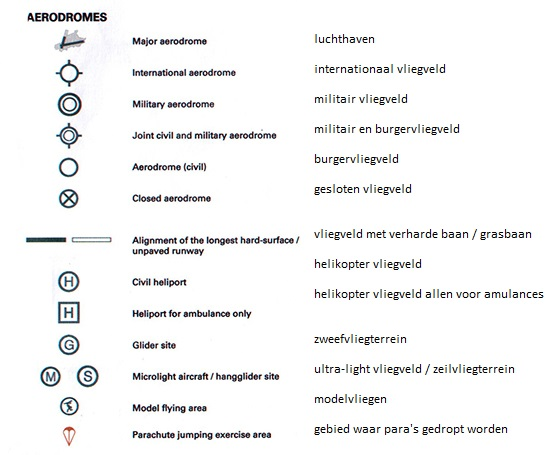 AERODROMES
Major aerodrome luchthaven
International aerodrome internationaal vliegveld
Military aerodrome militair vliegveld
Joint civil and military aerodrome militair en burgervliegveld
Aerodrome (civil) burgervliegveld
Closed aerodrome gesloten vliegveld
Alignment of the longest hard-surface / vliegveld met verharde baan / grasbaan
unpaved runway
H Civil heliport helikopter vliegveld
H Heliport for ambulance only helikopter vliegveld allen voor amulances
G Glider site zweefvliegterrein
M S Microlight aircraft / hangglider site ultra-light vliegveld / zeilvliegterrein
Model flying area modelvliegen
Parachute jumping exercise area gebied waar para's gedropt worden